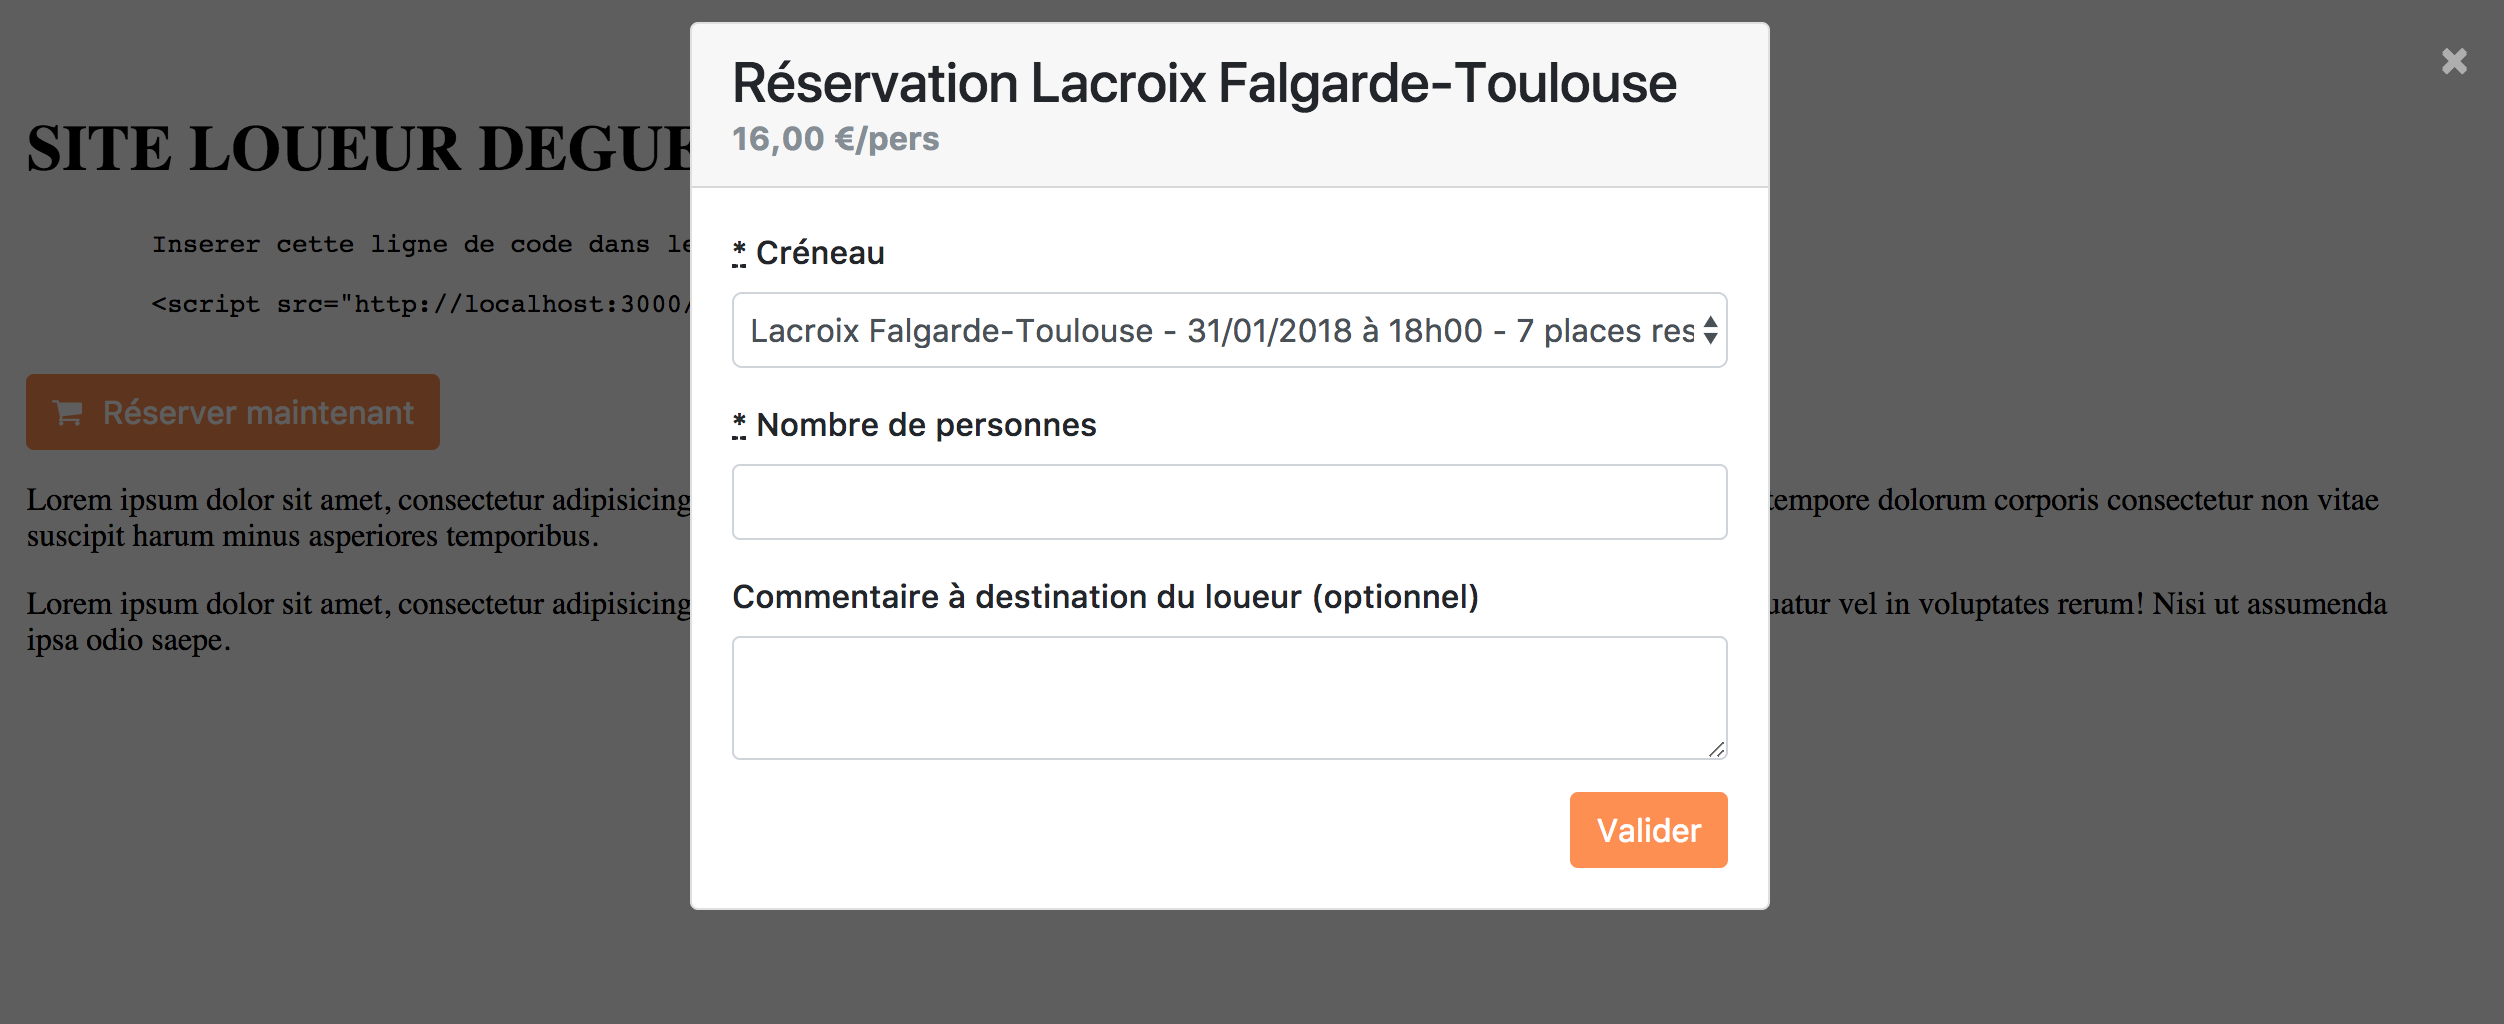 Réservation Lacroix Falgarde-Toulouse
16,00 €/pers
* Créneau
Lacroix Falgarde-Toulouse - 31/01/2018 à 18h00 - 7 places res
* Nombre de personnes
Commentaire à destination du loueur (optionnel)
Valider
SITE LOUEUR DEGUE
Inserer cette ligne de code dans le
<script src="http://localhost:3000/
Réserver maintenant
Lorem ipsum dolor sit amet, consectetur adipisicing tempore dolorum corporis consectetur non vitae
suscipit harum minus asperiores temporibus.
Lorem ipsum dolor sit amet, consectetur adipisicing uatur vel in voluptates rerum! Nisi ut assumenda
ipsa odio saepe.